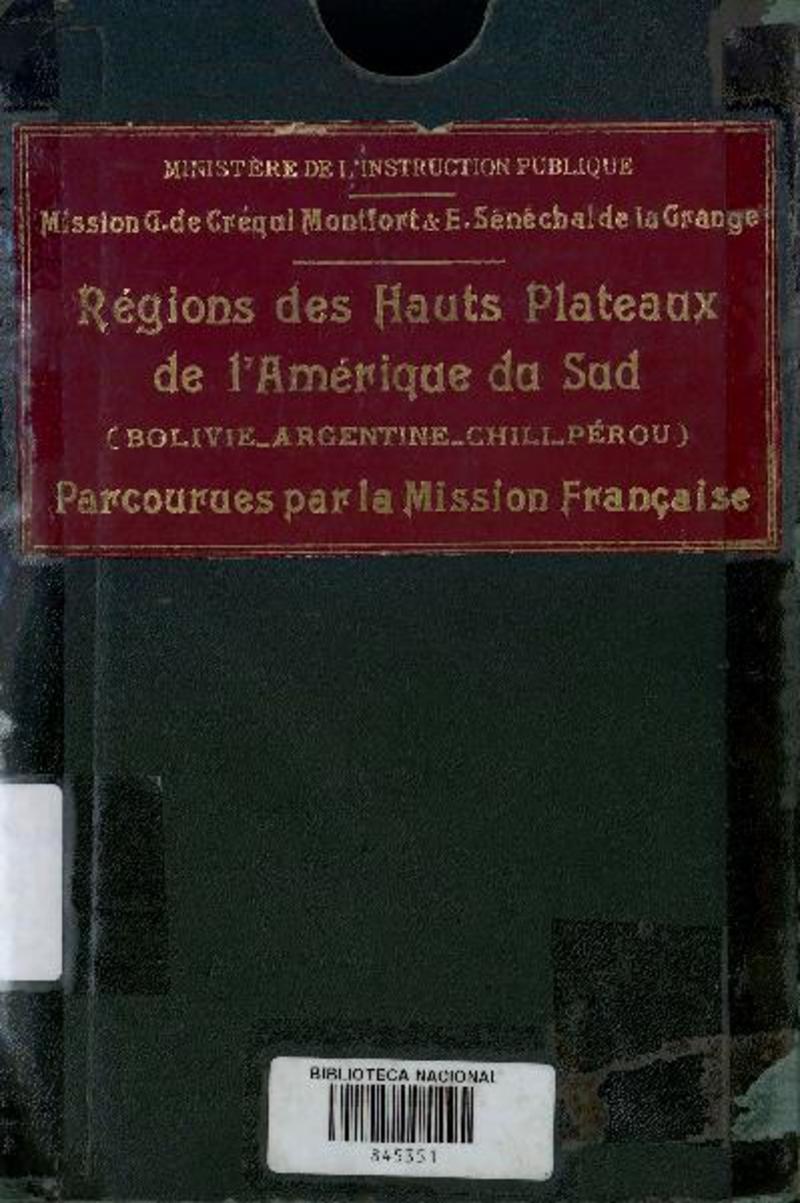 MINISTÈRE DE L'INSTRUCTION PUBLIQUE
Mission G. de Créqui Montfort & E. Sénéchal de la Grange
Régions des Hauts Plateaux
de l'Amérique du Sud
(BOLIVIE_ARGENTINE_CHILI_PÉROU)
Parcourues par la Mission Française
BIBLIOTECA NACIONAL
845351